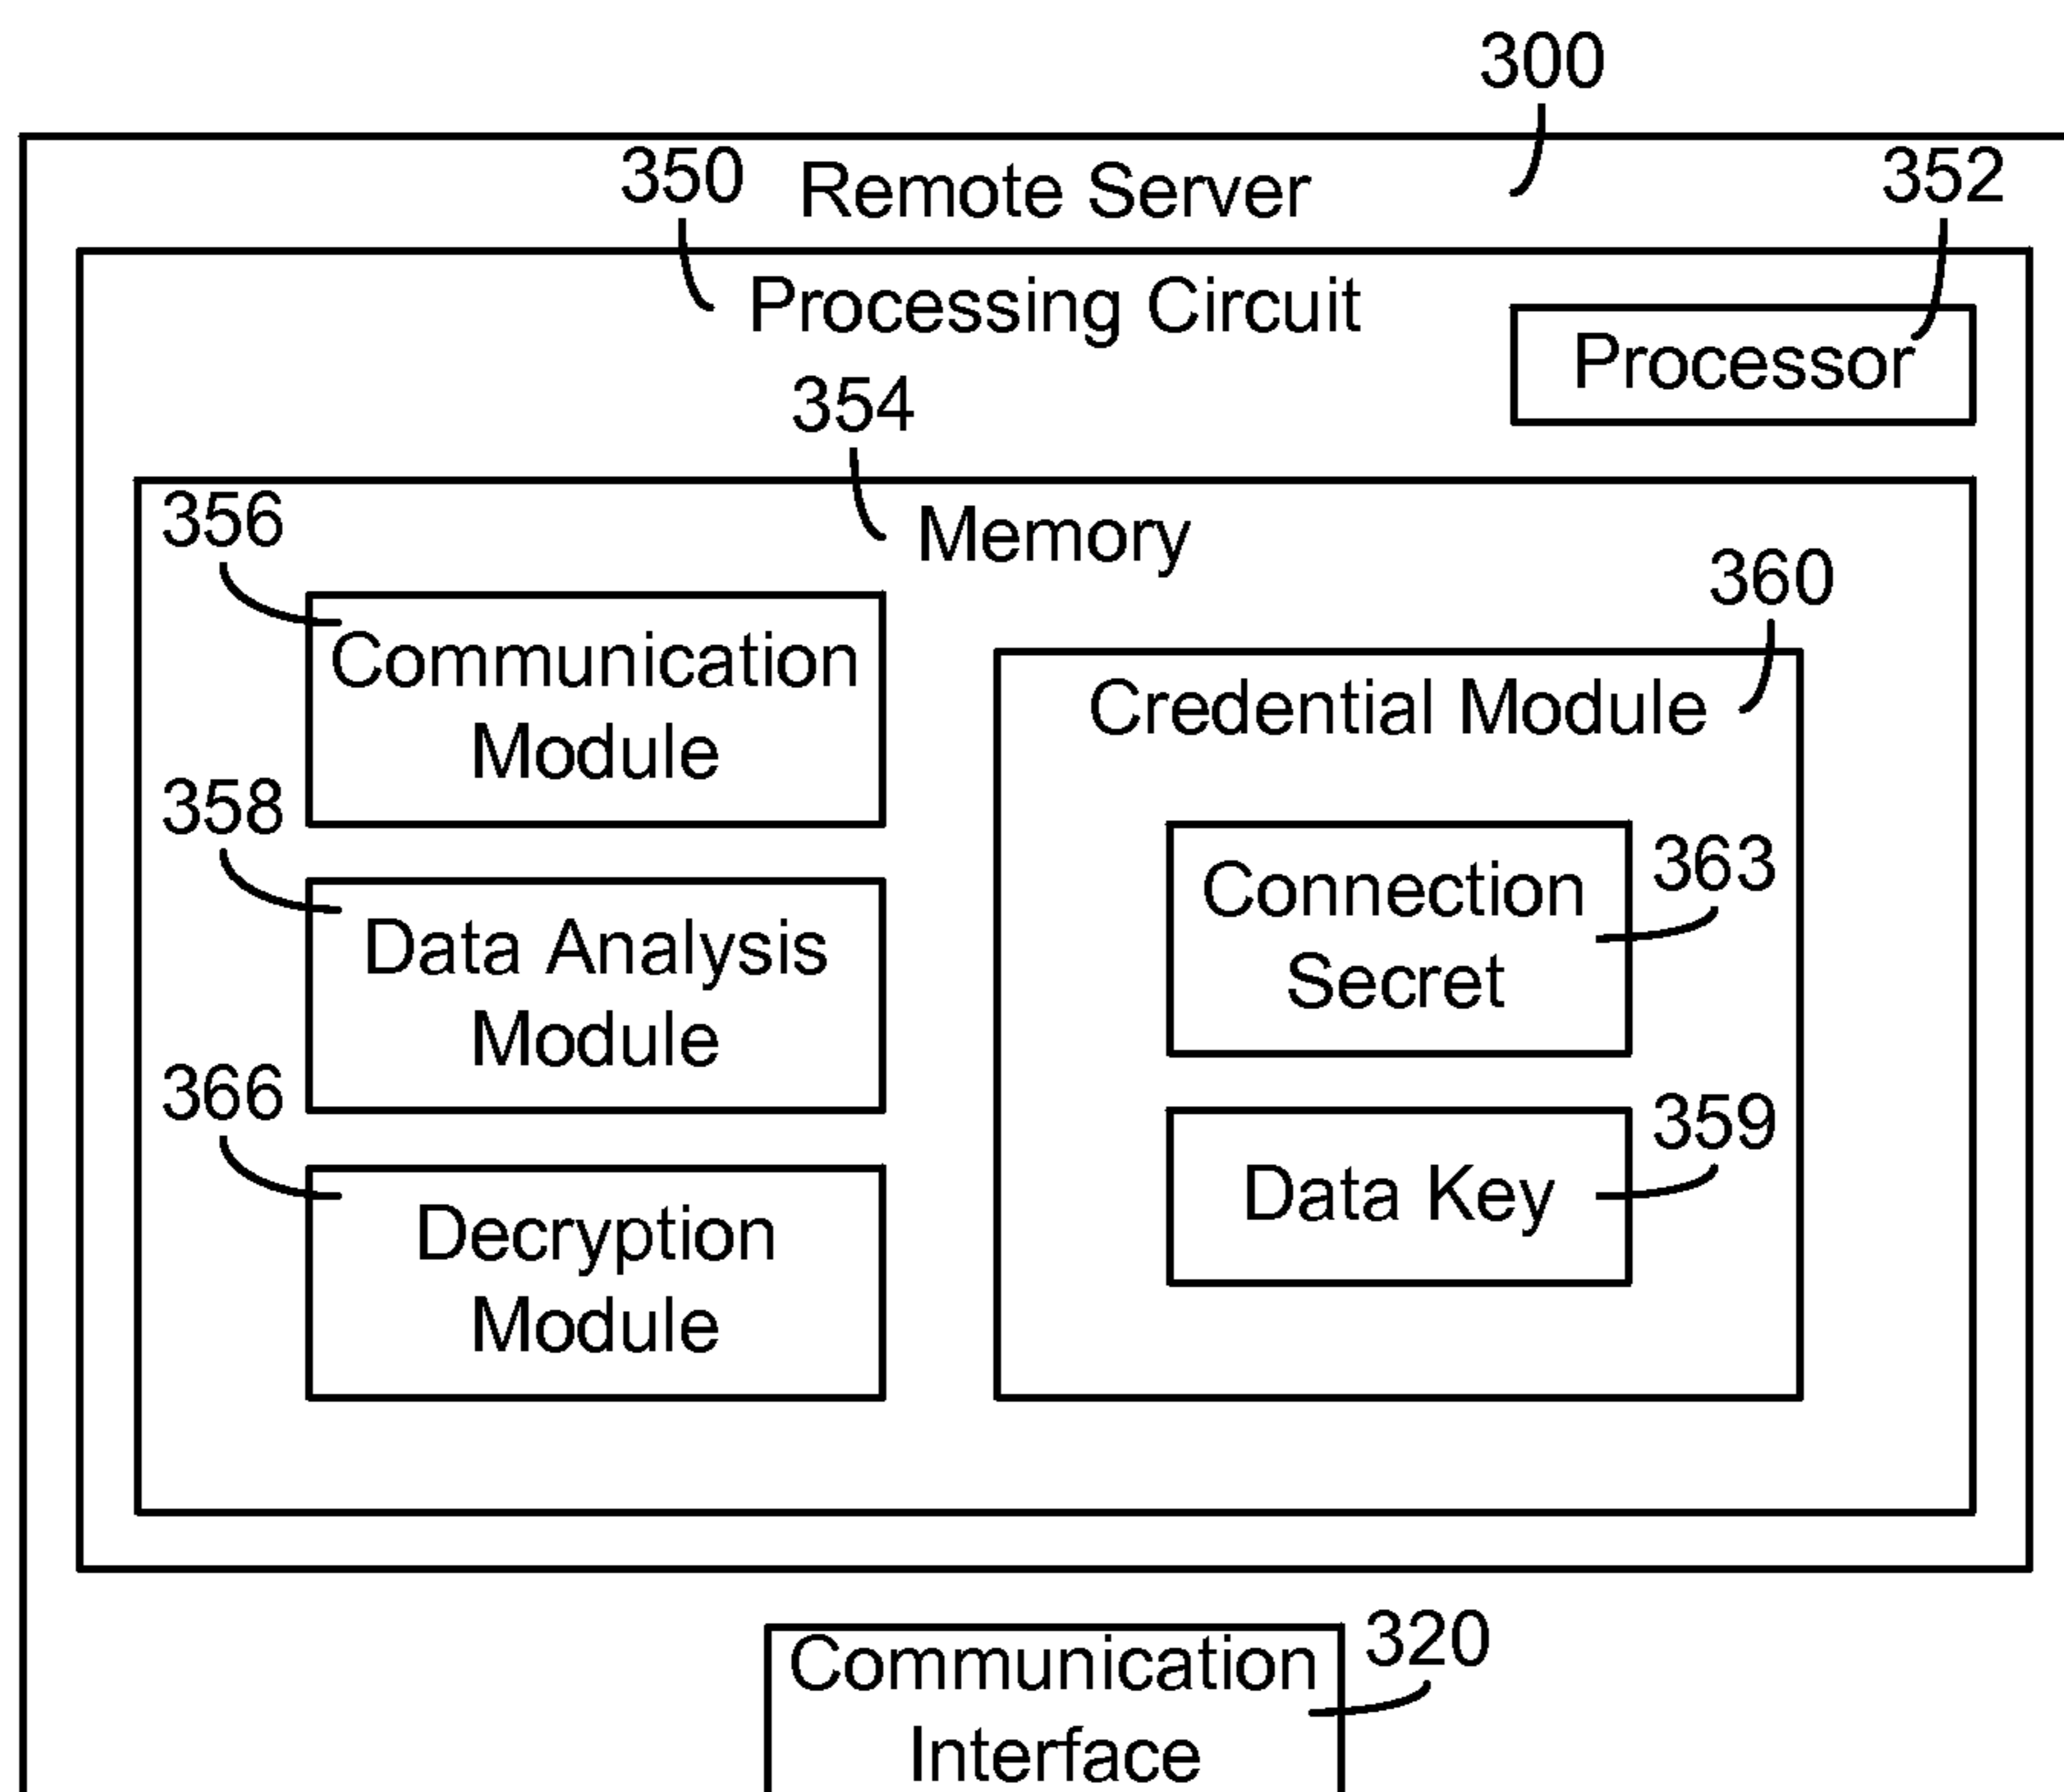 300
350
Remote Server
352
Processing Circuit
Processor
354
356
Memory
360
Communication
Module
Credential Module
358
Connection
Secret
363
Data Analysis
Module
366
359
Data Key
Decryption
Module
320
Communication
Interface